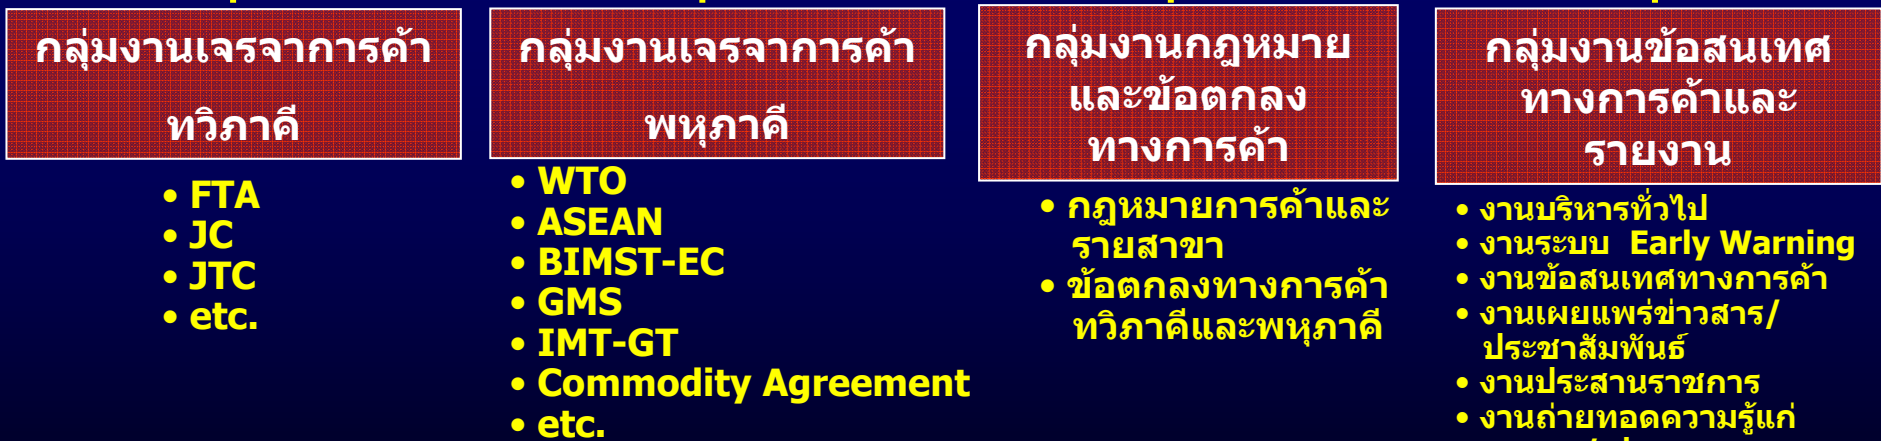 กลุ่มงานเจรจาการค้า
ทวิภาคี
• FTA
• JC
• JTC
• etc.
กลุ่มงานเจรจาการค้า
พหุภาคี
• WTO
• ASEAN
• BIMST-EC
• GMS
• IMT-GT
• Commodity Agreement
• etc.
กลุ่มงานกฎหมาย
และข้อตกลง
ทางการค้า
• กฎหมายการค้าและ
รายสาขา
• ข้อตกลงทางการค้า
ทวิภาคีและพหุภาคี
กลุ่มงานข้อสนเทศ
ทางการค้าและ
รายงาน
• งานบริหารทั่วไป
• งานระบบ Early Warning
• งานข้อสนเทศทางการค้า
• งานเผยแพร่ข่าวสาร/
ประชาสัมพันธ์
• งานประสานราชการ
• งานถ่ายทอดความรู้แก่